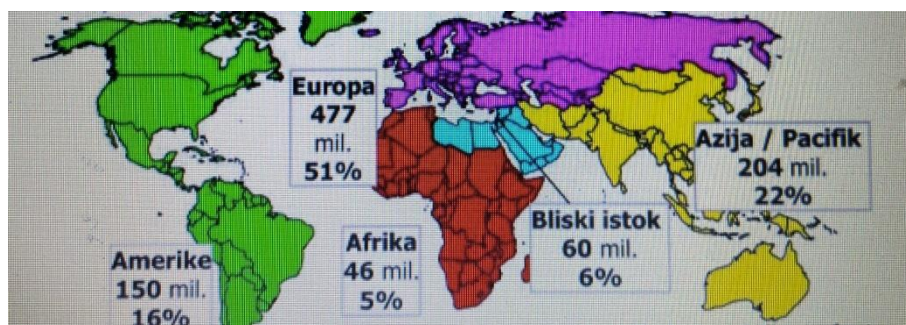 Europa
477
mil.
51%
Azija / Pacifik
204 mil.
22%
Bliski istok
60 mil.
6%
Afrika
46 mil.
5%
Amerike
150 mil.
16%